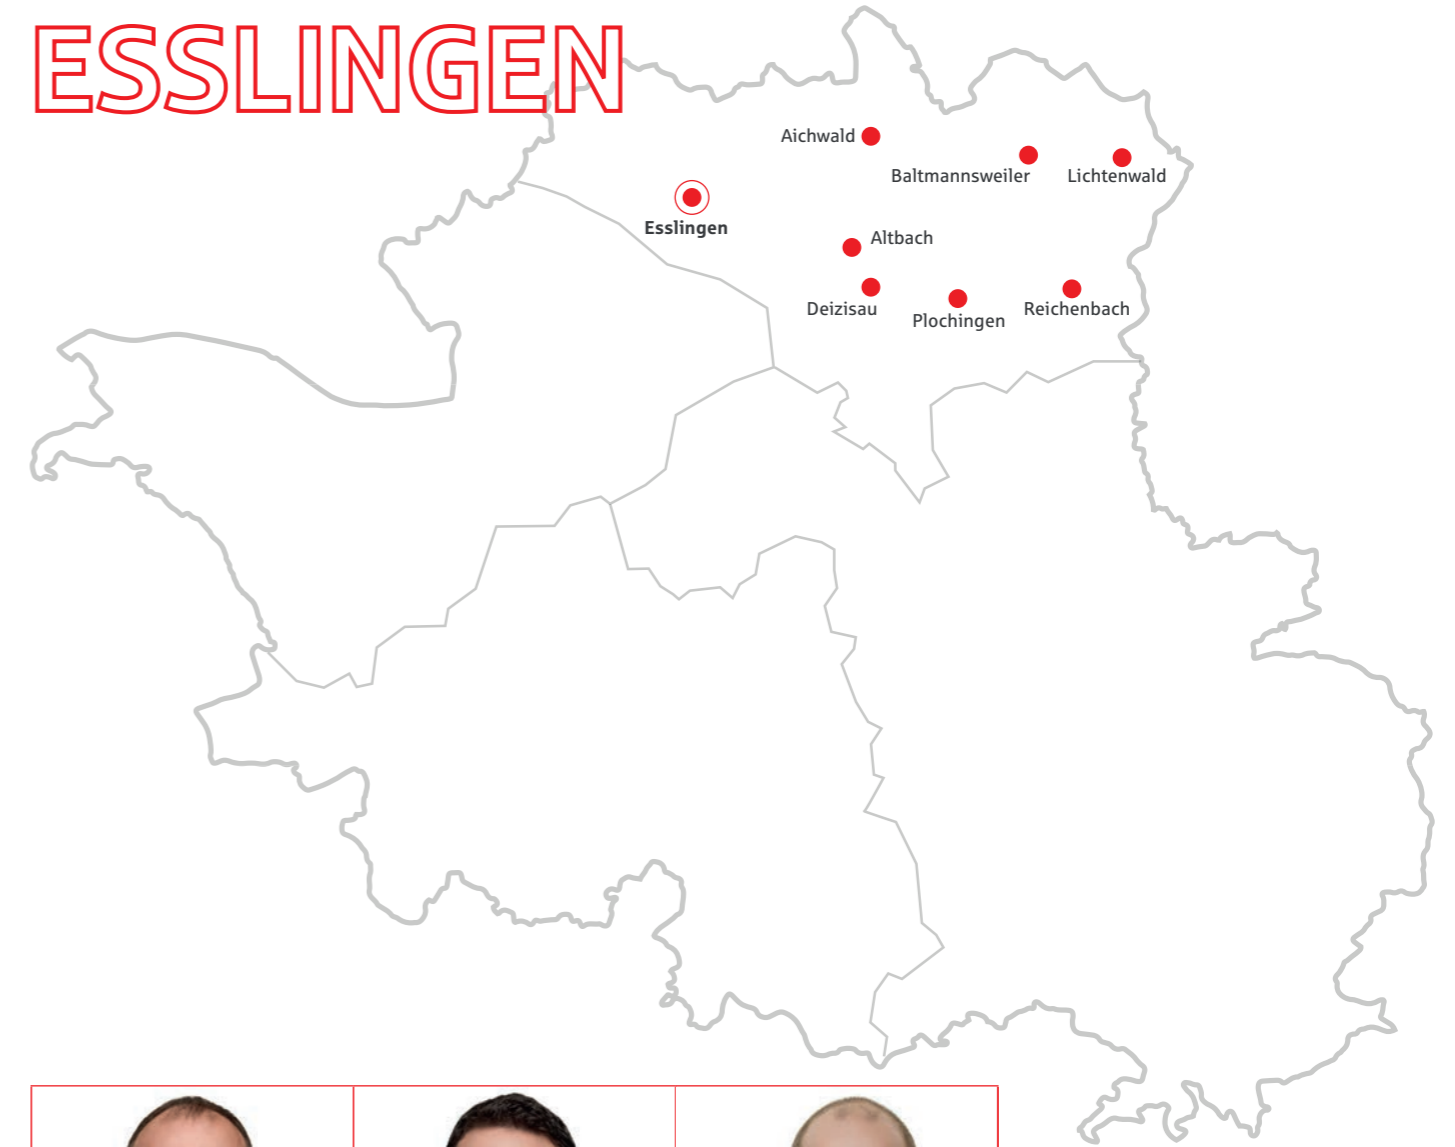 ESSLINGEN
Aichwald
Baltmannsweiler
Lichtenwald
Esslingen
Altbach
Deizisau
Plochingen
Reichenbach